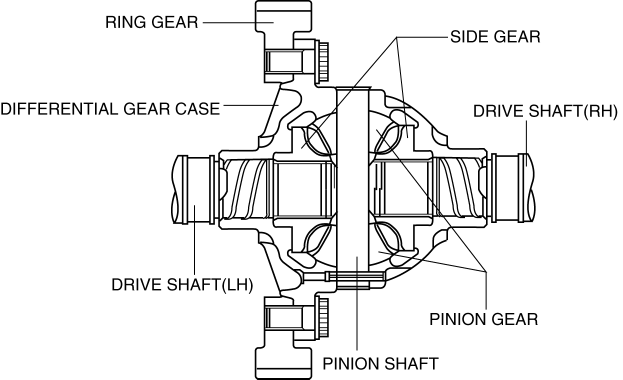 RING GEAR
SIDE GEAR
DIFFERENTIAL GEAR CASE
DRIVE SHAFT(RH)
DRIVE SHAFT(LH)
PINION GEAR
PINION SHAFT